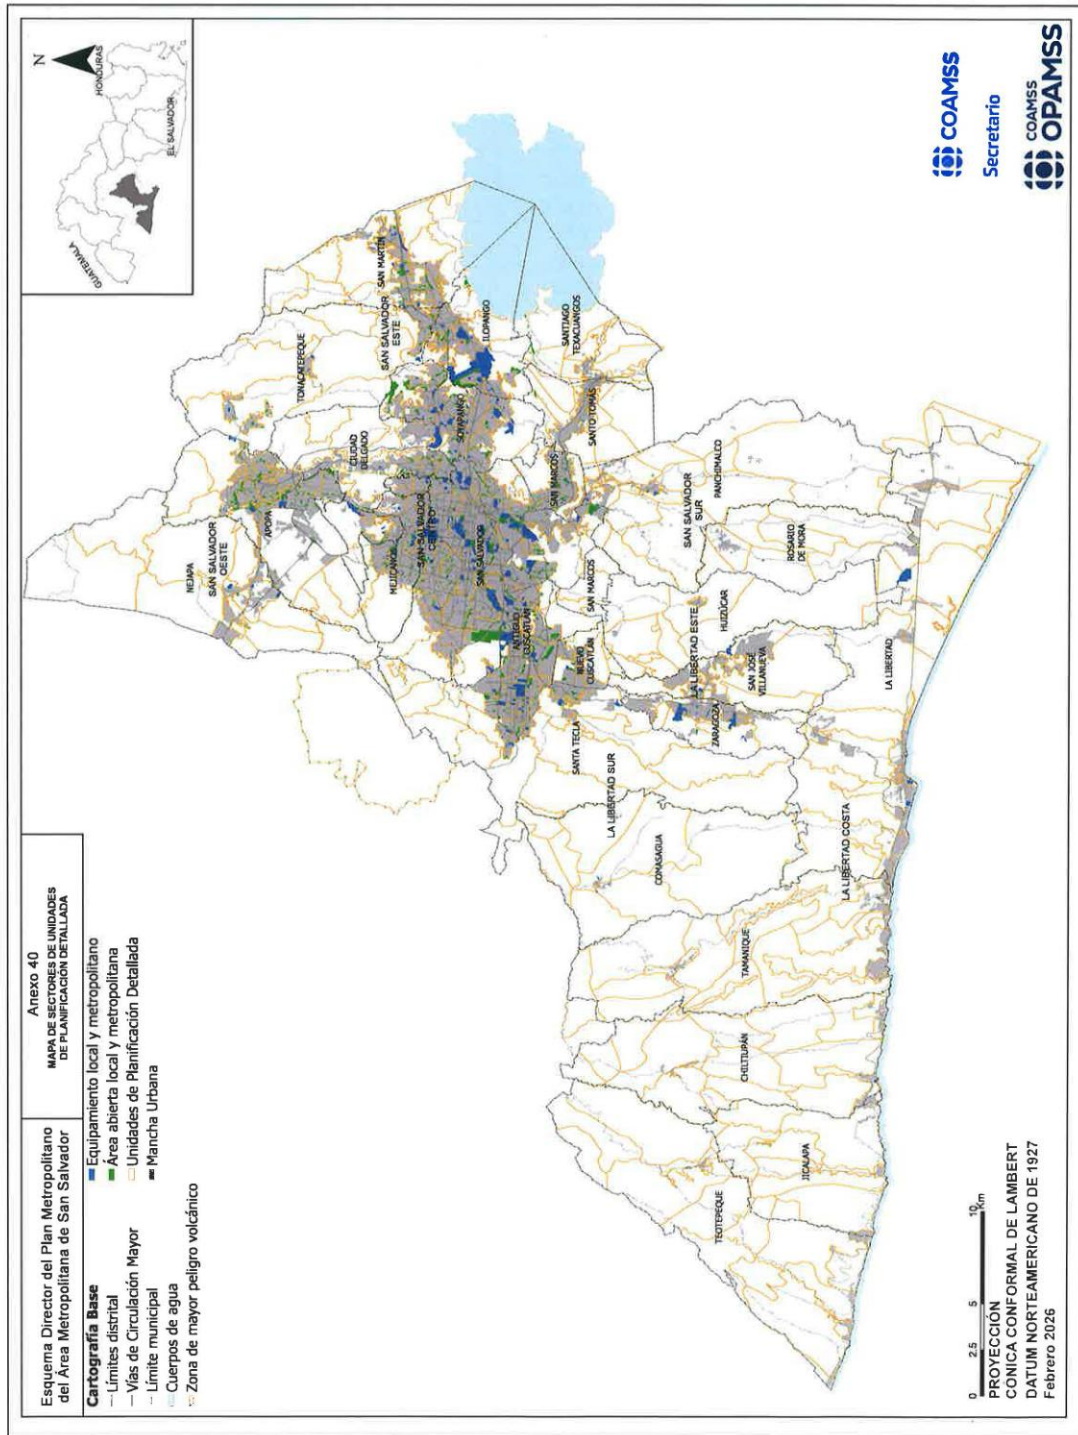 Esquema Director del Plan Metropolitano
del Área Metropolitana de San Salvador
Anexo 40
MAPA DE SECTORES DE UNIDADES
DE PLANIFICACIÓN DETALLADA
Cartografía Base
Límites distrital
Vías de Circulación Mayor
Límite municipal
Cuerpos de agua
Zona de mayor peligro volcánico
Equipamiento local y metropolitano
Área abierta local y metropolitana
Unidades de Planificación Detallada
Mancha Urbana
N
GUATEMALA
HONDURAS
EL SALVADOR
NEJAPA
SAN SALVADOR
OESTE
APOPA
TONACATEPEQUE
CIUDAD
DELGADO
SAN SALVADOR
ESTE
SAN MARTÍN
MEJICANOS
SAN SALVADOR
CENTRO
SOYAPANGO
ILOPANGO
SAN SALVADOR
ANTIGUO
CUSCATLÁN
SANTA TECLA
NUEVO
CUSCATLÁN
SAN MARCOS
SAN MARCOS
SANTO TOMÁS
SANTIAGO
TEXACUANGOS
LA LIBERTAD SUR
COMASAGUA
LA LIBERTAD ESTE
ZARAGOZA
SAN JOSÉ
VILLANUEVA
HUIZÚCAR
SAN SALVADOR
SUR
PANCHIMALCO
ROSARIO
DE MORA
TEOTEPEQUE
JICALAPA
CHILTIUPÁN
TAMANIQUE
LA LIBERTAD COSTA
LA LIBERTAD
0 2.5 5 10
Km
PROYECCIÓN
CÓNICA CONFORMAL DE LAMBERT
DATUM NORTEAMERICANO DE 1927
Febrero 2026
COAMSS
Secretario
COAMSS
OPAMSS